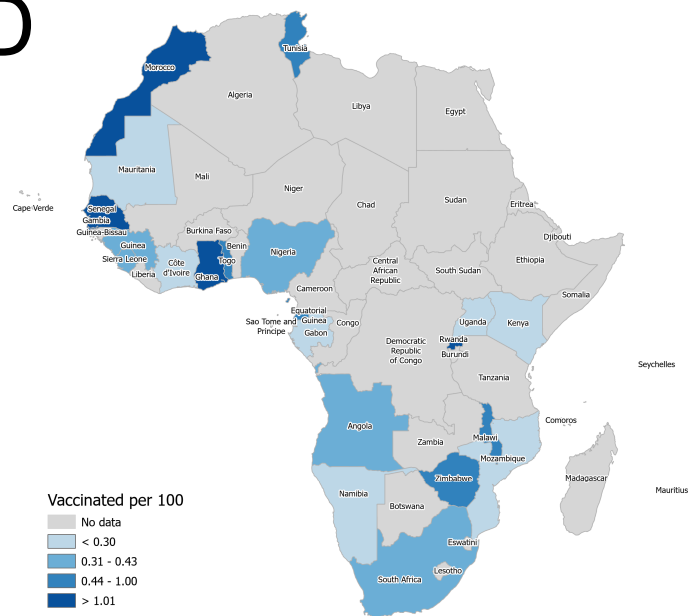 D
Tunisia
Morocco
Algeria
Libya
Egypt
Mauritania
Mali
Niger
Chad
Sudan
Eritrea
Cape Verde
Senegal
Gambia
Guinea-Bissau
Guinea
Sierra Leone
Liberia
Côte
d'Ivoire
Burkina Faso
Ghana
Togo
Benin
Nigeria
Cameroon
Central
African
Republic
South Sudan
Ethiopia
Djibouti
Somalia
Equatorial
Guinea
Sao Tome and
Principe
Gabon
Congo
Democratic
Republic
of Congo
Uganda
Kenya
Rwanda
Burundi
Tanzania
Seychelles
Comoros
Angola
Zambia
Malawi
Mozambique
Zimbabwe
Madagascar
Mauritius
Namibia
Botswana
Eswatini
Lesotho
South Africa
Vaccinated per 100
No data
< 0.30
0.31 - 0.43
0.44 - 1.00
> 1.01